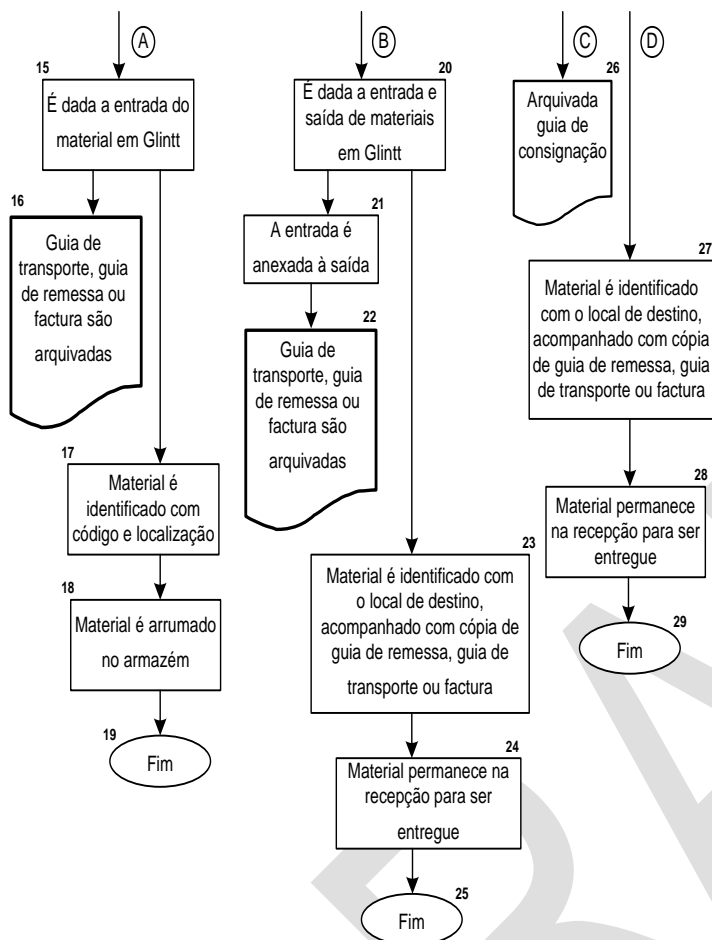 A
15
É dada a entrada do
material em Glintt
16
Guia de
transporte, guia
de remessa ou
factura são
arquivadas
17
Material é
identificado com
código e localização
18
Material é arrumado
no armazém
19
Fim
B
20
É dada a entrada e
saída de materiais
em Glintt
21
A entrada é
anexada à saída
22
Guia de
transporte, guia
de remessa ou
factura são
arquivadas
23
Material é identificado com
o local de destino,
acompanhado com cópia de
guia de remessa, guia de
transporte ou factura
24
Material permanece na
recepção para ser
entregue
25
Fim
C
26
Arquivada
guia de
consignação
D
27
Material é identificado
com o local de destino,
acompanhado com cópia
de guia de remessa, guia
de transporte ou factura
28
Material permanece
na recepção para ser
entregue
29
Fim